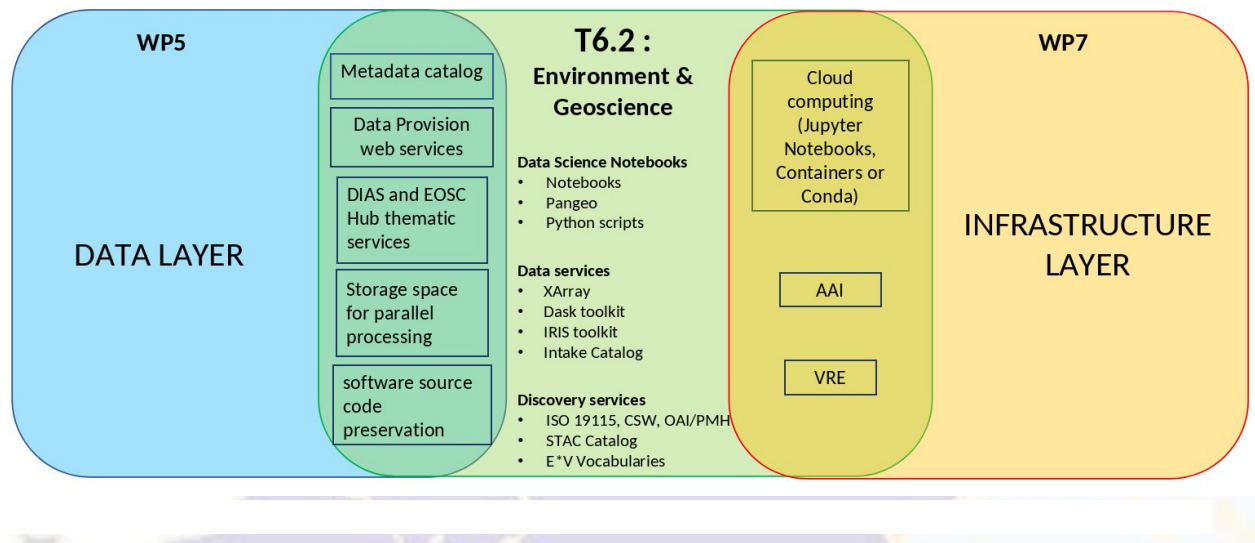 WP5
DATA LAYER
Metadata catalog
Data Provision
web services
DIAS and EOSC
Hub thematic
services
Storage space
for parallel
processing
software source
code
preservation
T6.2 :
Environment &
Geoscience
Data Science Notebooks
• Notebooks
• Pangeo
• Python scripts
Data services
• XArray
• Dask toolkit
• IRIS toolkit
• Intake Catalog
Discovery services
• ISO 19115, CSW, OAI/PMH
• STAC Catalog
• E*V Vocabularies
Cloud
computing
(Jupyter
Notebooks,
Containers or
Conda)
AAI
VRE
WP7
INFRASTRUCTURE
LAYER